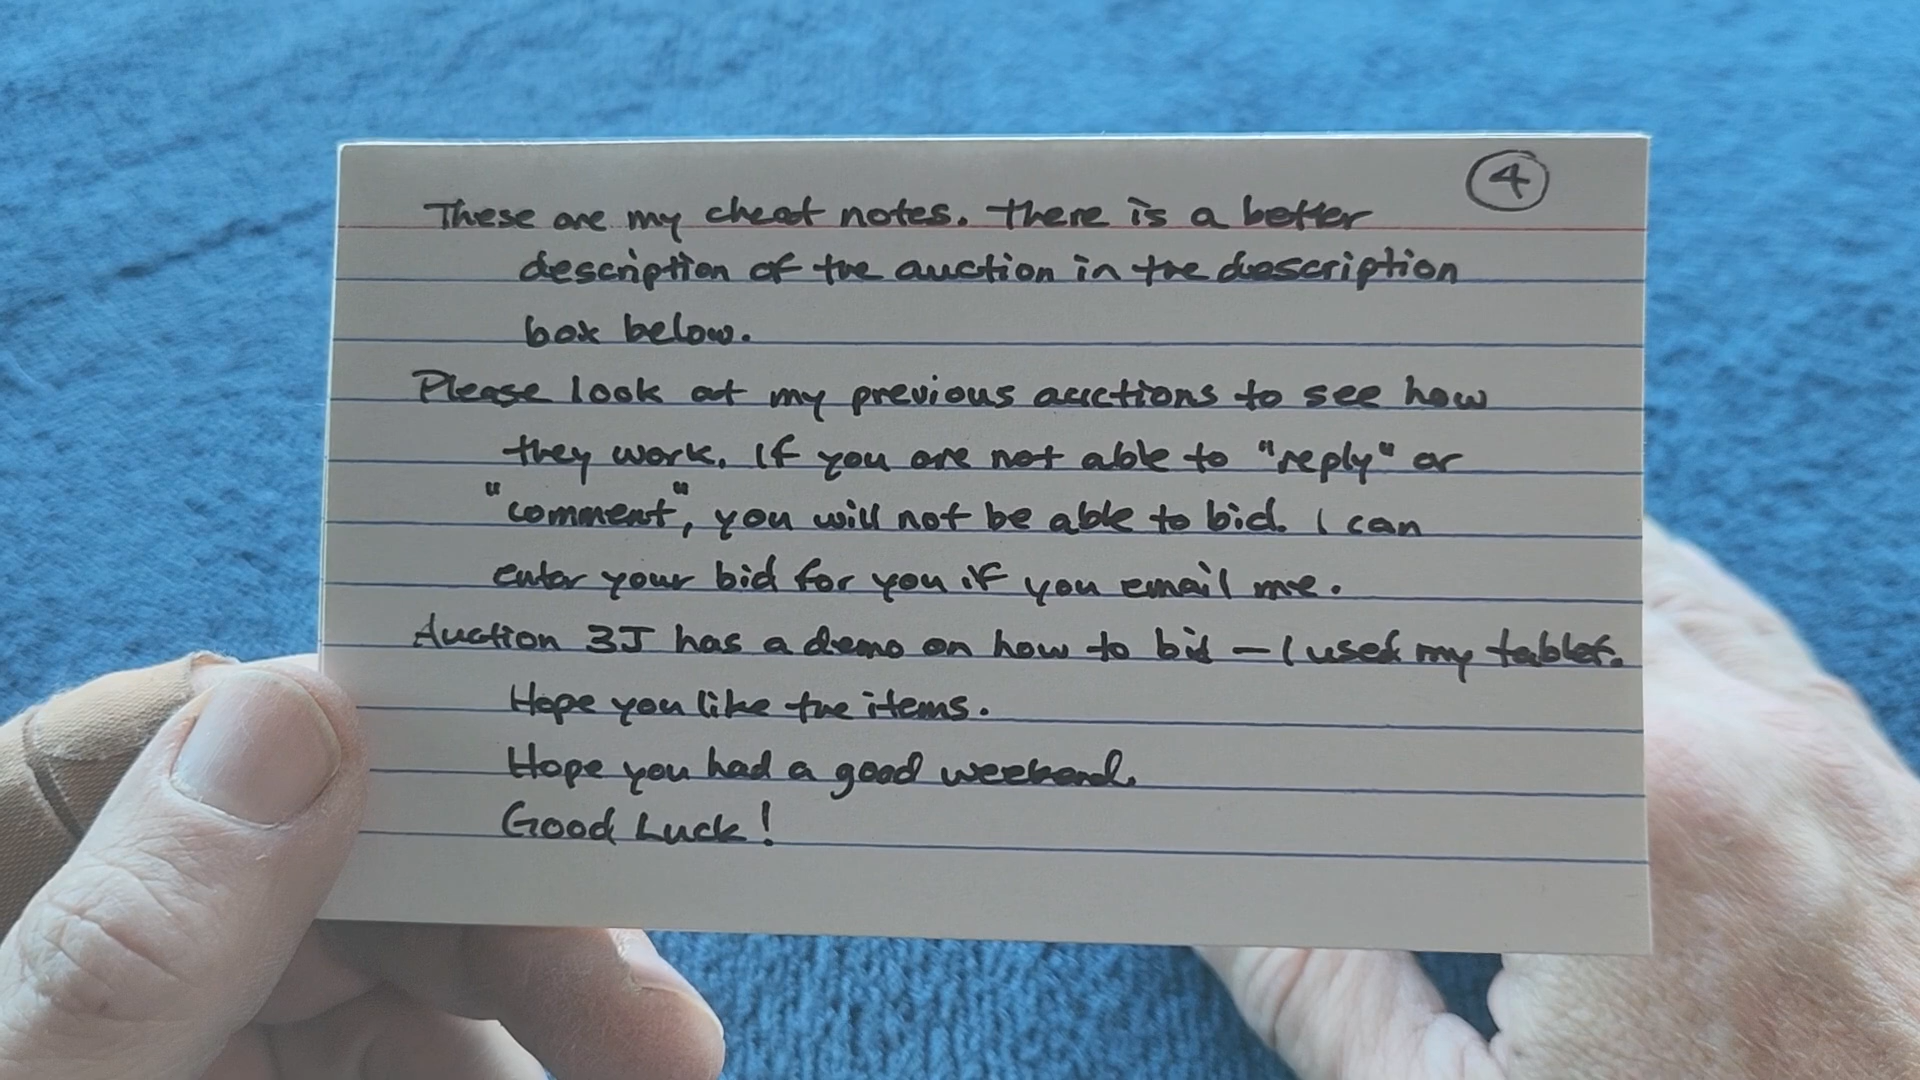 4
These are my cheat notes. There is a better
description of the auction in the description
box below.
Please look at my previous auctions to see how
they work. If you are not able to "reply" or
"comment", you will not be able to bid. I can
enter your bid for you if you email me.
Auction 3J has a demo on how to bid - I used my tablet.
Hope you like the items.
Hope you had a good weekend.
Good Luck!